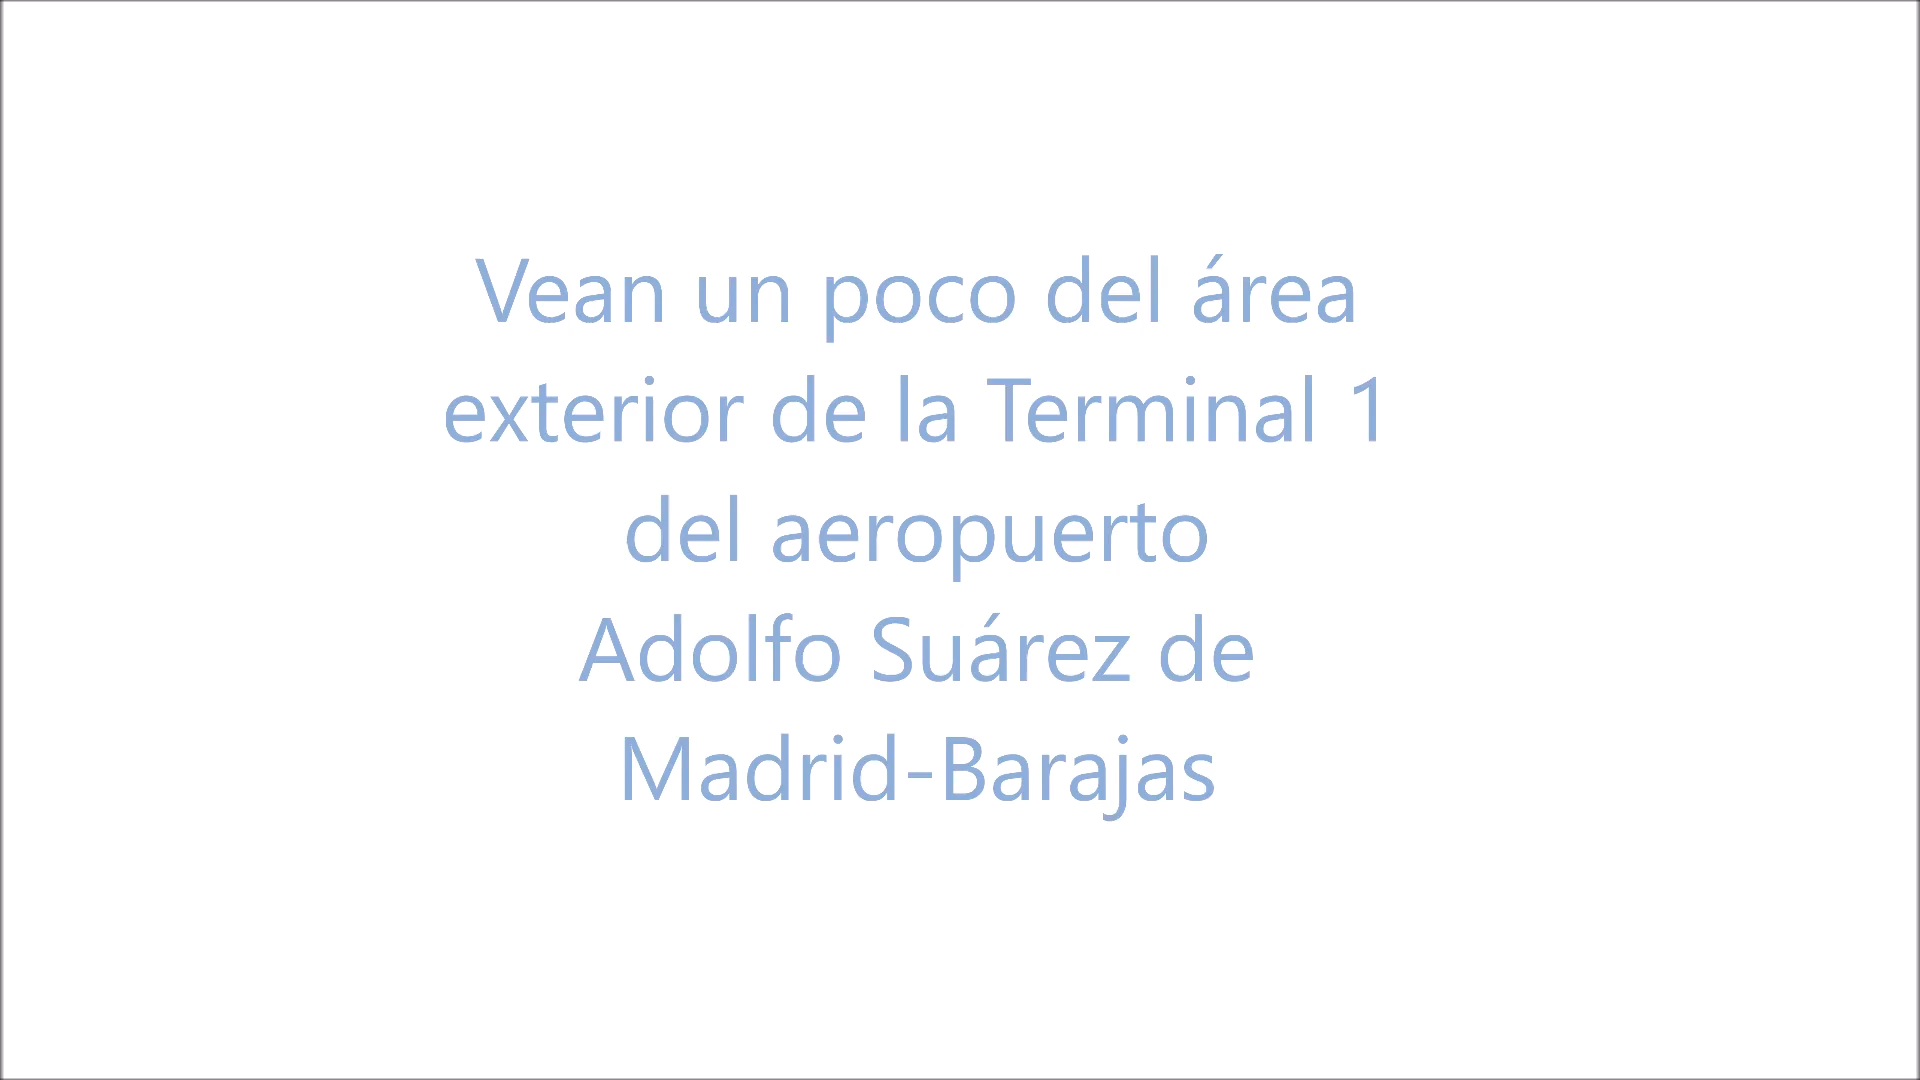 Vean un poco del área
exterior de la Terminal 1
del aeropuerto
Adolfo Suárez de
Madrid-Barajas